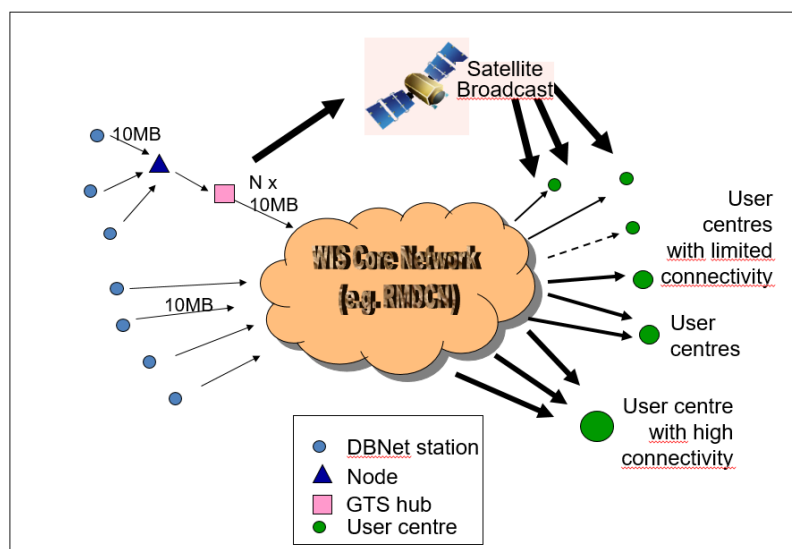 Satellite
Broadcast
10MB
N x
10MB
10MB
WIS Core Network
(e.g. RMDCN)
User
centres
with limited
connectivity
User
centres
User centre
with high
connectivity
DBNet station
Node
GTS hub
User centre